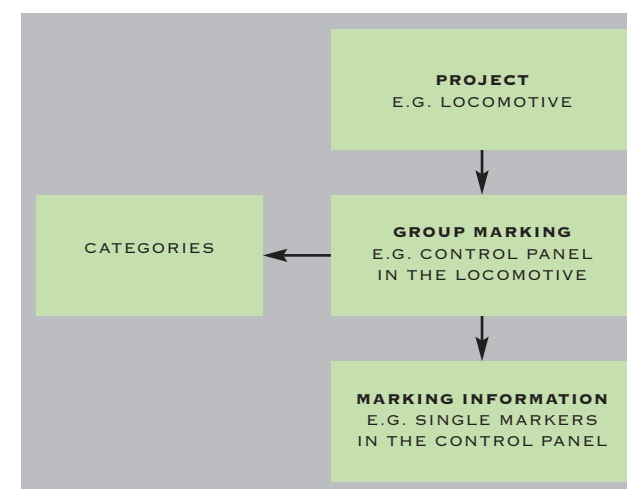 PROJECT
E.G. LOCOMOTIVE
CATEGORIES
GROUP MARKING
E.G. CONTROL PANEL
IN THE LOCOMOTIVE
MARKING INFORMATION
E.G. SINGLE MARKERS
IN THE CONTROL PANEL